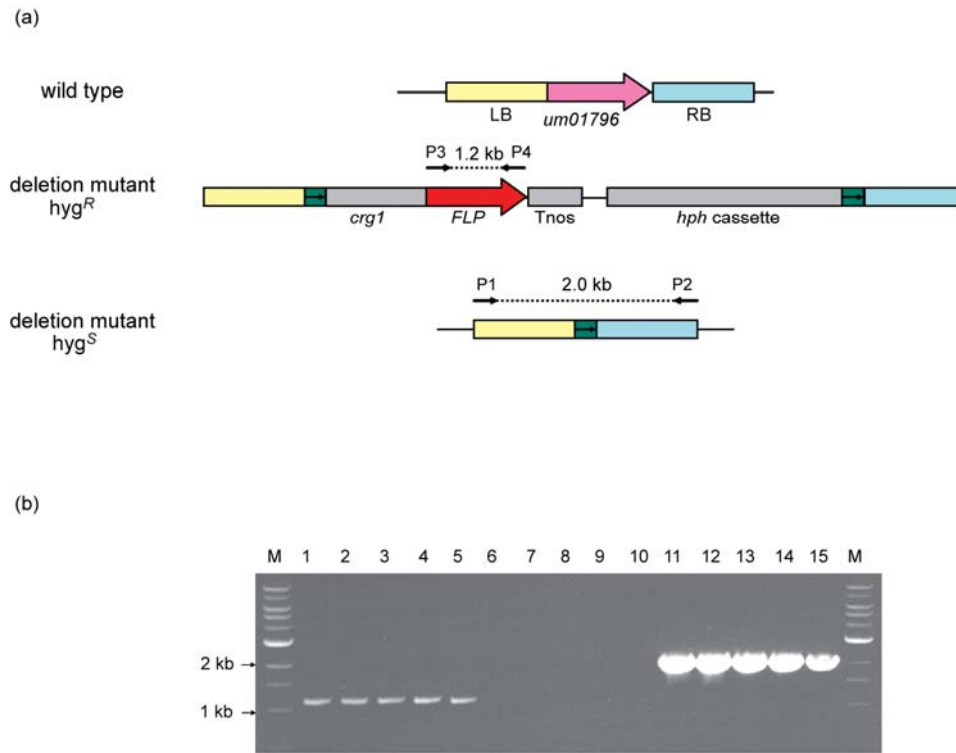 (a)
wild type
LB um01796 RB
P3 1.2 kb P4
deletion mutant
hygR
crg1 FLP Tnos hph cassette
P1 2.0 kb P2
deletion mutant
hygS
(b)
M 1 2 3 4 5 6 7 8 9 10 11 12 13 14 15 M
2 kb
1 kb